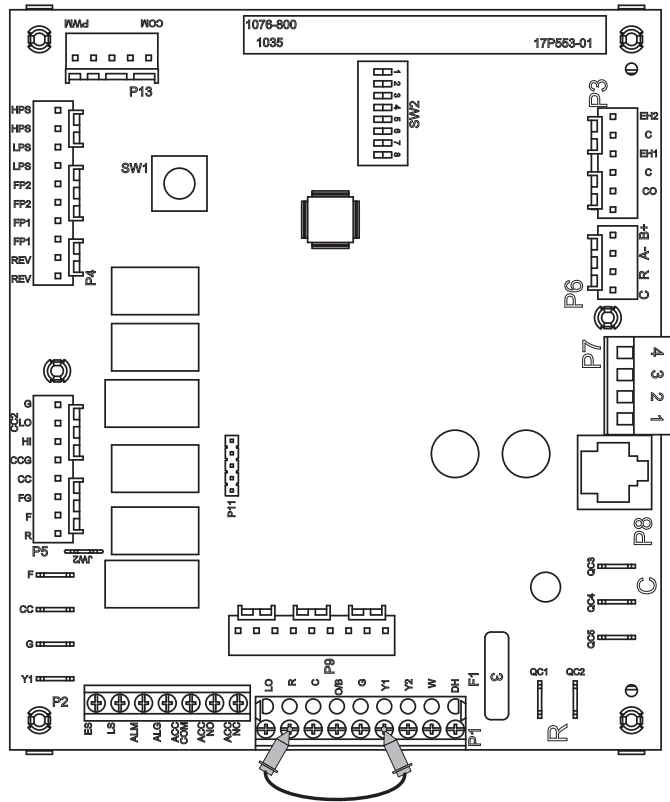 PWM COM
P13
1076-800
1035 17P553-01
1 2 3 4 5 6 7 8
SW2
SW1
HPS
HPS
LPS
LPS
FP2
FP2
FP1
FP1
REV
REV
P4
P3
EH2
C
EH1
C
CO
P6
B+
A-
R
C
P7
4
3
2
1
P8
G
CC2
LO
HI
CCG
CC
FG
F
R
P5
JW2
P11
F
CC
G
Y1
P2
ES
LS
ALM
ALG
ACC COM
ACC NO
ACC NC
P9
LO R C O/B G Y1 Y2 W DH
P1
F1
3
QC3
QC4
QC5
C
QC1 QC2
R